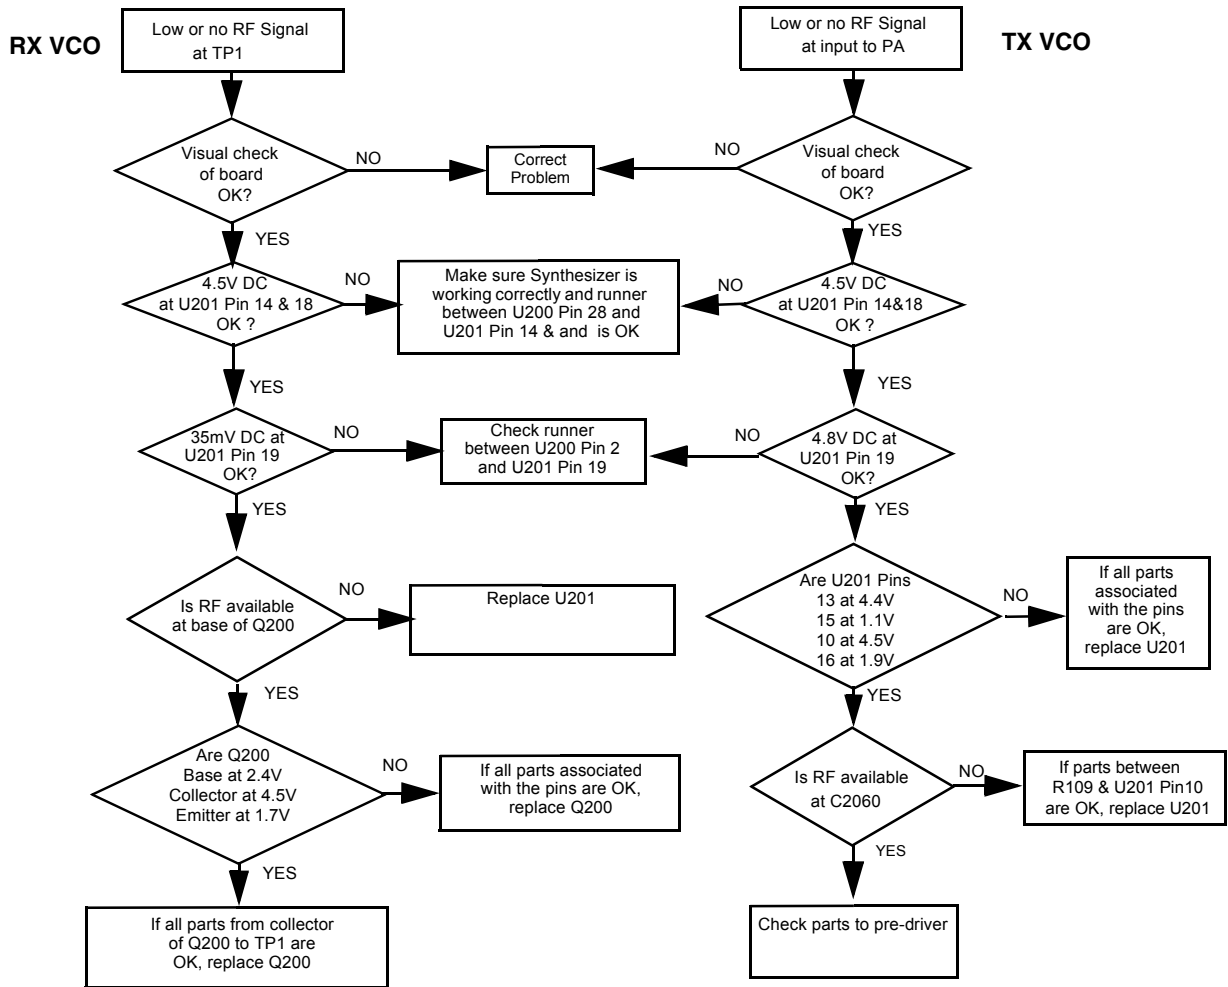 RX VCO
Low or no RF Signal
at TP1
Visual check
of board
OK?
NO
YES
4.5V DC
at U201 Pin 14 & 18
OK ?
NO
YES
35mV DC at
U201 Pin 19
OK?
NO
YES
Is RF available
at base of Q200
NO
Replace U201
YES
Are Q200
Base at 2.4V
Collector at 4.5V
Emitter at 1.7V
NO
If all parts associated
with the pins are OK,
replace Q200
YES
If all parts from collector
of Q200 to TP1 are
OK, replace Q200
Correct
Problem
Make sure Synthesizer is
working correctly and runner
between U200 Pin 28 and
U201 Pin 14 & and is OK
Check runner
between U200 Pin 2
and U201 Pin 19
TX VCO
Low or no RF Signal
at input to PA
Visual check
of board
OK?
NO
YES
4.5V DC
at U201 Pin 14&18
OK ?
NO
YES
4.8V DC at
U201 Pin 19
OK?
NO
YES
Are U201 Pins
13 at 4.4V
15 at 1.1V
10 at 4.5V
16 at 1.9V
NO
If all parts
associated
with the pins
are OK,
replace U201
YES
Is RF available
at C2060
NO
If parts between
R109 & U201 Pin10
are OK, replace U201
YES
Check parts to pre-driver